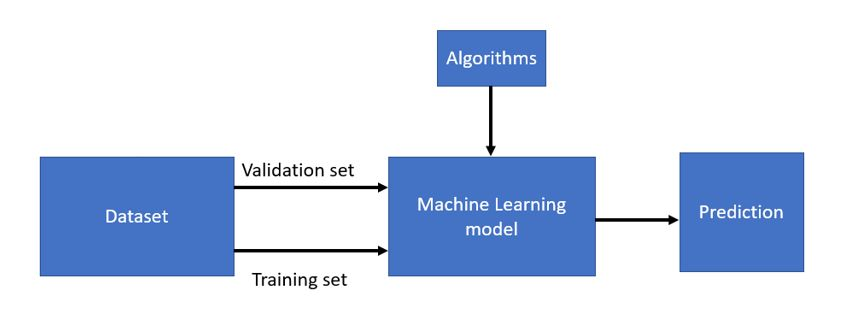 Algorithms
Validation set
Dataset
Training set
Machine Learning
model
Prediction